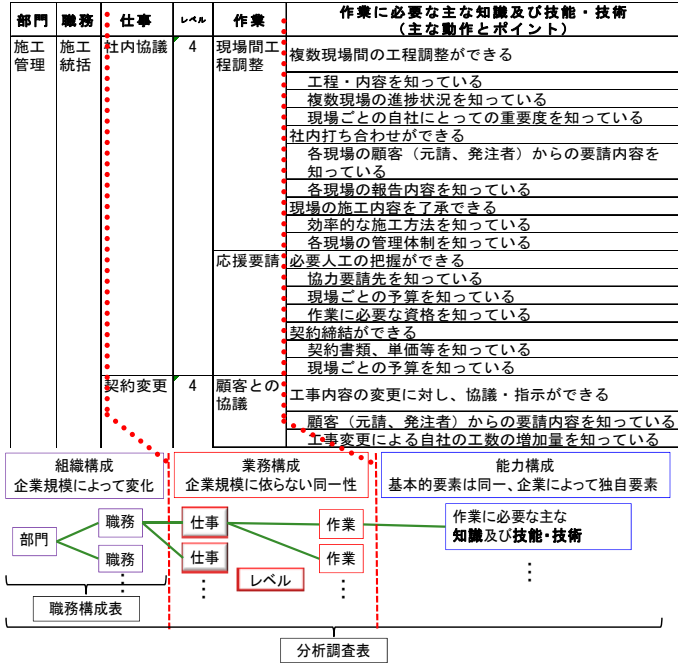 部門 職務 仕事 レベル 作業 作業に必要な主な知識及び技能・技術
（主な動作とポイント）
施工管理 施工統括 社内協議 4 現場間工程調整 複数現場間の工程調整ができる
工程・内容を知っている
複数現場の進捗状況を知っている
現場ごとの自社にとっての重要度を知っている
社内打ち合わせができる
各現場の顧客（元請、発注者）からの要請内容を
知っている
各現場の報告内容を知っている
現場の施工内容を了承できる
効率的な施工方法を知っている
各現場の管理体制を知っている
応援要請 必要人工の把握ができる
協力要請先を知っている
現場ごとの予算を知っている
作業に必要な資格を知っている
契約締結ができる
契約書類、単価等を知っている
現場ごとの予算を知っている
契約変更 4 顧客との協議 工事内容の変更に対し、協議・指示ができる
顧客（元請、発注者）からの要請内容を知っている
工事変更による自社の工数の増加量を知っている
組織構成
企業規模によって変化
業務構成
企業規模に依らない同一性
能力構成
基本的要素は同一、企業によって独自要素
部門 職務 仕事 作業 作業に必要な主な
知識及び技能・技術
職務 仕事 作業
レベル
職務構成表
分析調査表